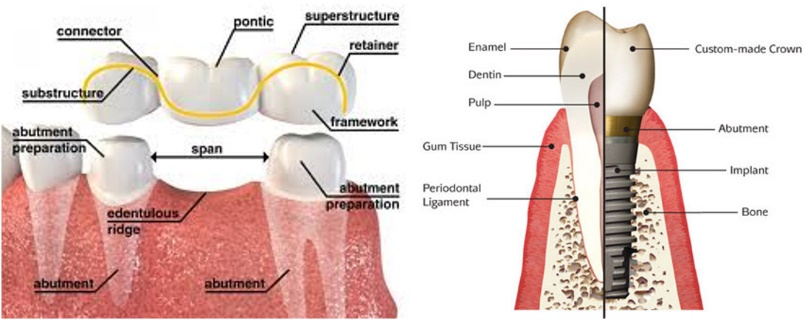 superstructure
pontic
connector
retainer
substructure
framework
abutment
preparation
span
abutment
preparation
edentulous
ridge
abutment
abutment
Enamel
Custom-made Crown
Dentin
Pulp
Abutment
Gum Tissue
Implant
Periodontal
Ligament
Bone